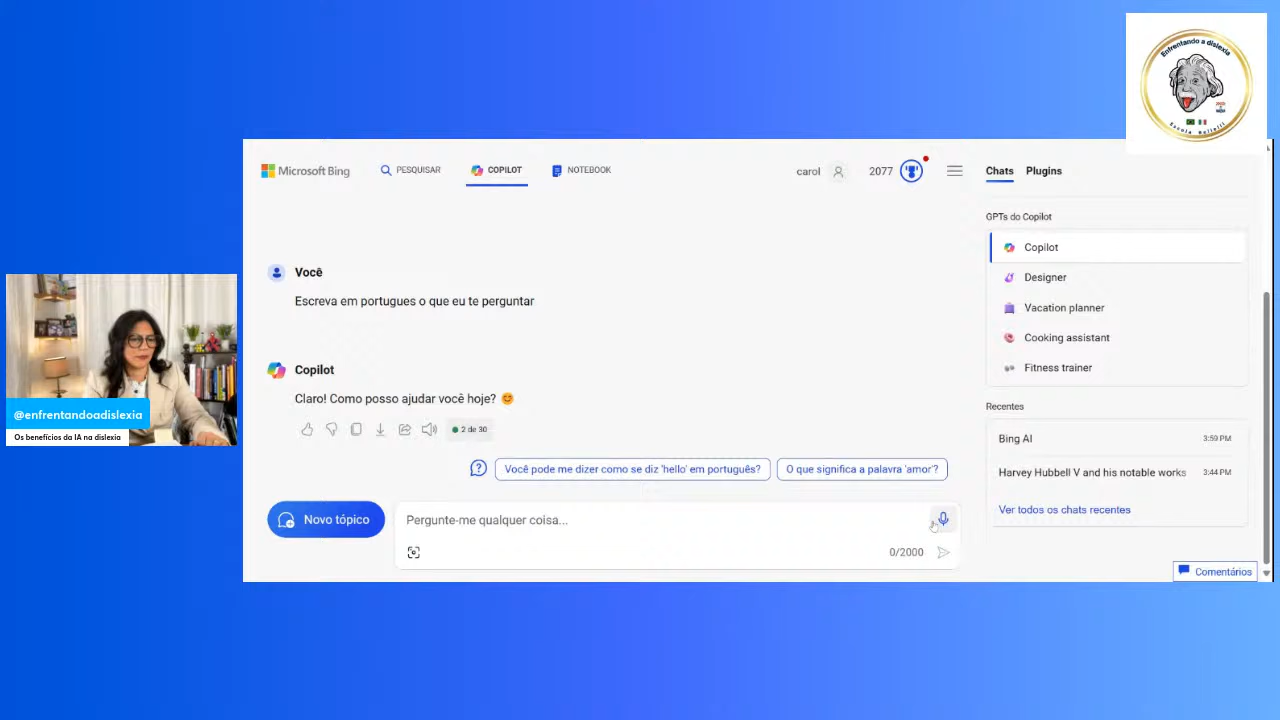 Enfrentando a dislexia
Microsoft Bing
PESQUISAR
COPILOT
NOTEBOOK
carol
2077
Chats
Plugins
GPTs do Copilot
Copilot
Designer
Vacation planner
Cooking assistant
Fitness trainer
Recentes
Bing AI
3:59 PM
Harvey Hubbell V and his notable works
3:44 PM
Ver todos os chats recentes
Comentários
Você
Escreva em portugues o que eu te perguntar
Copilot
Claro! Como posso ajudar você hoje?
2 de 30
Você pode me dizer como se diz 'hello' em português?
O que significa a palavra 'amor'?
Novo tópico
Pergunte-me qualquer coisa...
0/2000
@enfrentandoadislexia
Os benefícios da IA na dislexia